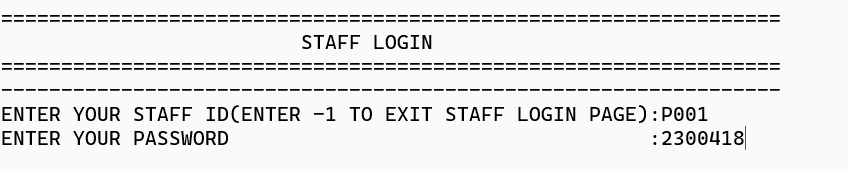 =================================================================
STAFF LOGIN
=================================================================
-----------------------------------------------------------------
ENTER YOUR STAFF ID(ENTER -1 TO EXIT STAFF LOGIN PAGE):P001
ENTER YOUR PASSWORD                                   :2300418